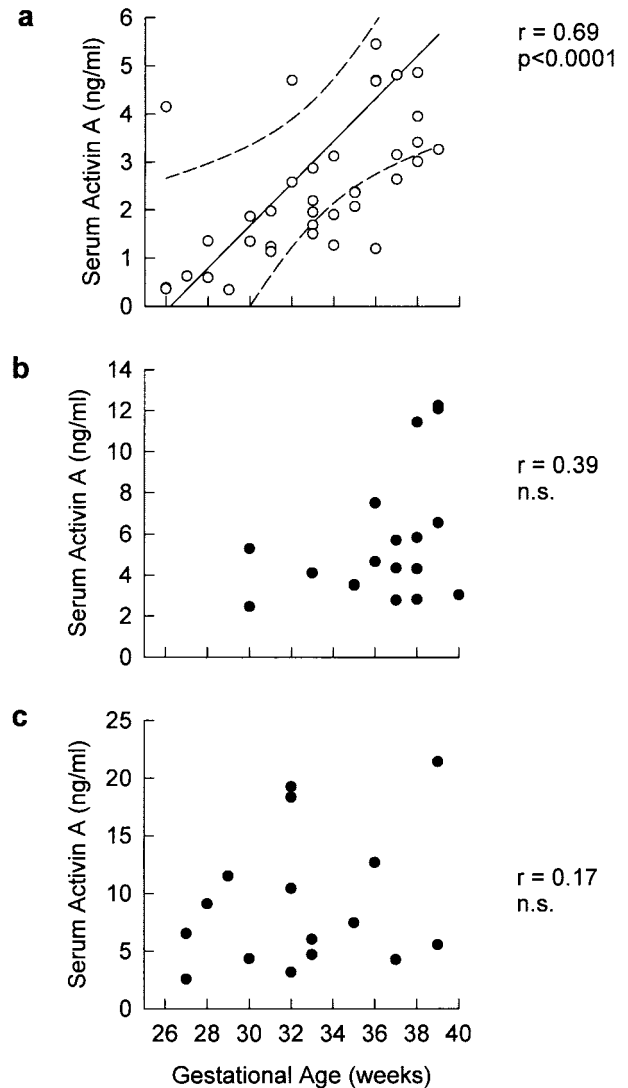 a
Serum Activin A (ng/ml)
6
5
4
3
2
1
0
r = 0.69
p<0.0001
b
Serum Activin A (ng/ml)
14
12
10
8
6
4
2
0
r = 0.39
n.s.
c
Serum Activin A (ng/ml)
25
20
15
10
5
0
r = 0.17
n.s.
26 28 30 32 34 36 38 40
Gestational Age (weeks)